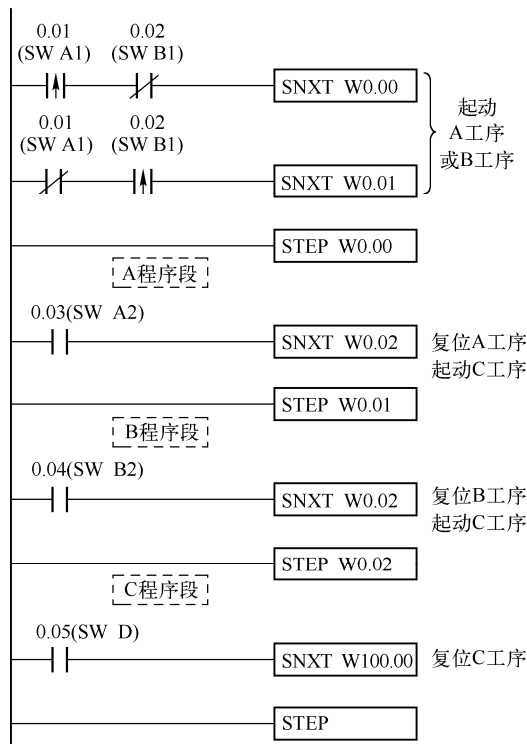 0.01 0.02
(SW A1) (SW B1)
SNXT W0.00
起动
A工序
或B工序
0.01 0.02
(SW A1) (SW B1)
SNXT W0.01
STEP W0.00
A程序段
0.03(SW A2)
SNXT W0.02
复位A工序
起动C工序
STEP W0.01
B程序段
0.04(SW B2)
SNXT W0.02
复位B工序
起动C工序
STEP W0.02
C程序段
0.05(SW D)
SNXT W100.00
复位C工序
STEP